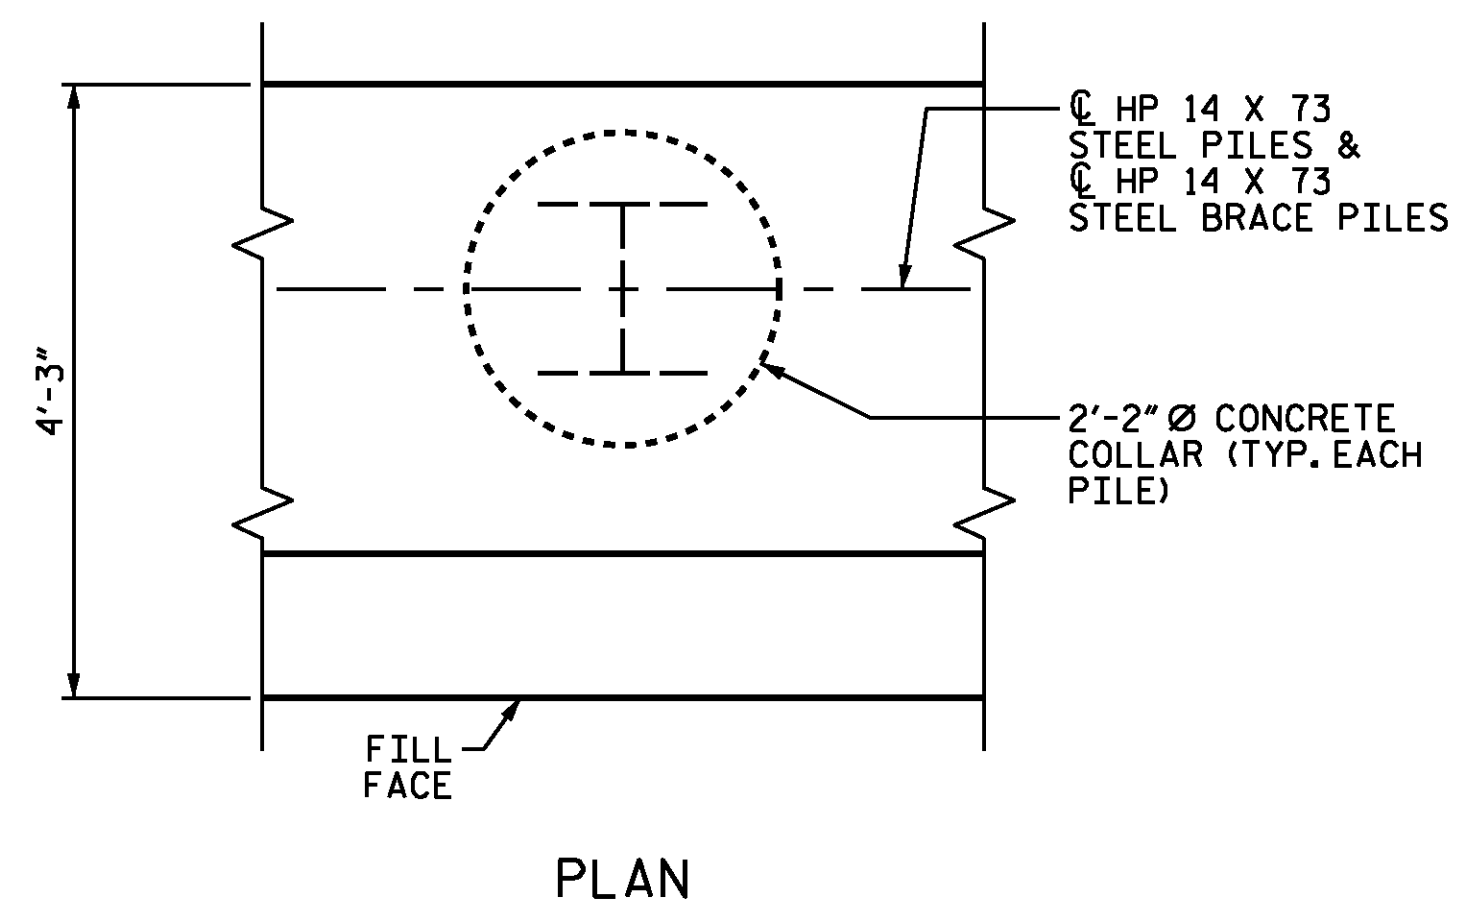 ℄ HP 14 X 73
STEEL PILES &
℄ HP 14 X 73
STEEL BRACE PILES
4'-3"
2'-2" Ø CONCRETE
COLLAR (TYP. EACH
PILE)
FILL
FACE
PLAN